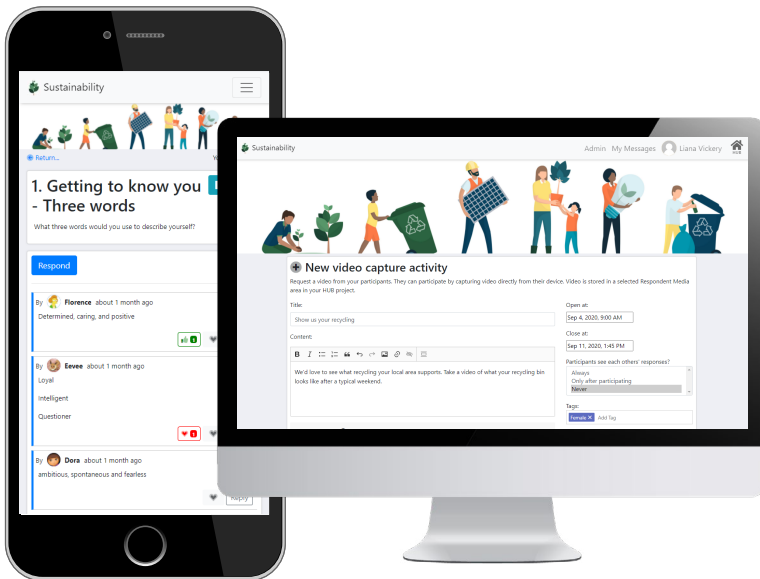 Sustainability
Return...
1. Getting to know you
- Three words
What three words would you use to describe yourself?
Respond
By Florence about 1 month ago
Determined, caring, and positive
1
By Eevee about 1 month ago
Loyal
Intelligent
Questioner
1
By Dora about 1 month ago
ambitious, spontaneous and fearless
Reply
Sustainability
Admin My Messages Liana Vickery HUB
New video capture activity
Request a video from your participants. They can participate by capturing video directly from their device. Video is stored in a selected Respondent Media
area in your HUB project.
Title:
Show us your recycling
Content:
B I
We'd love to see what recycling your local area supports. Take a video of what your recycling bin
looks like after a typical weekend.
Open at:
Sep 4, 2020, 9:00 AM
Close at:
Sep 11, 2020, 1:45 PM
Participants see each others' responses?
Always
Only after participating
Never
Tags:
Female X Add Tag